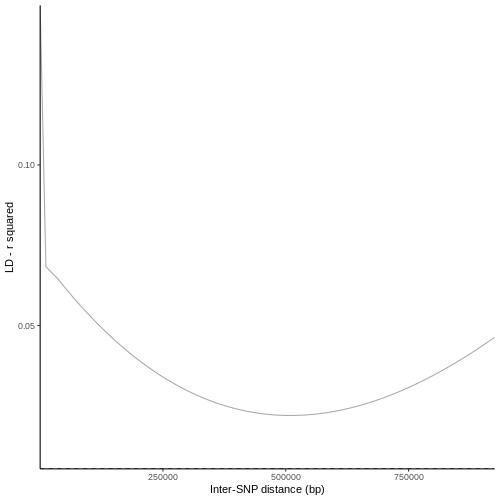 LD - r squared
0.10
0.05
250000 500000 750000
Inter-SNP distance (bp)